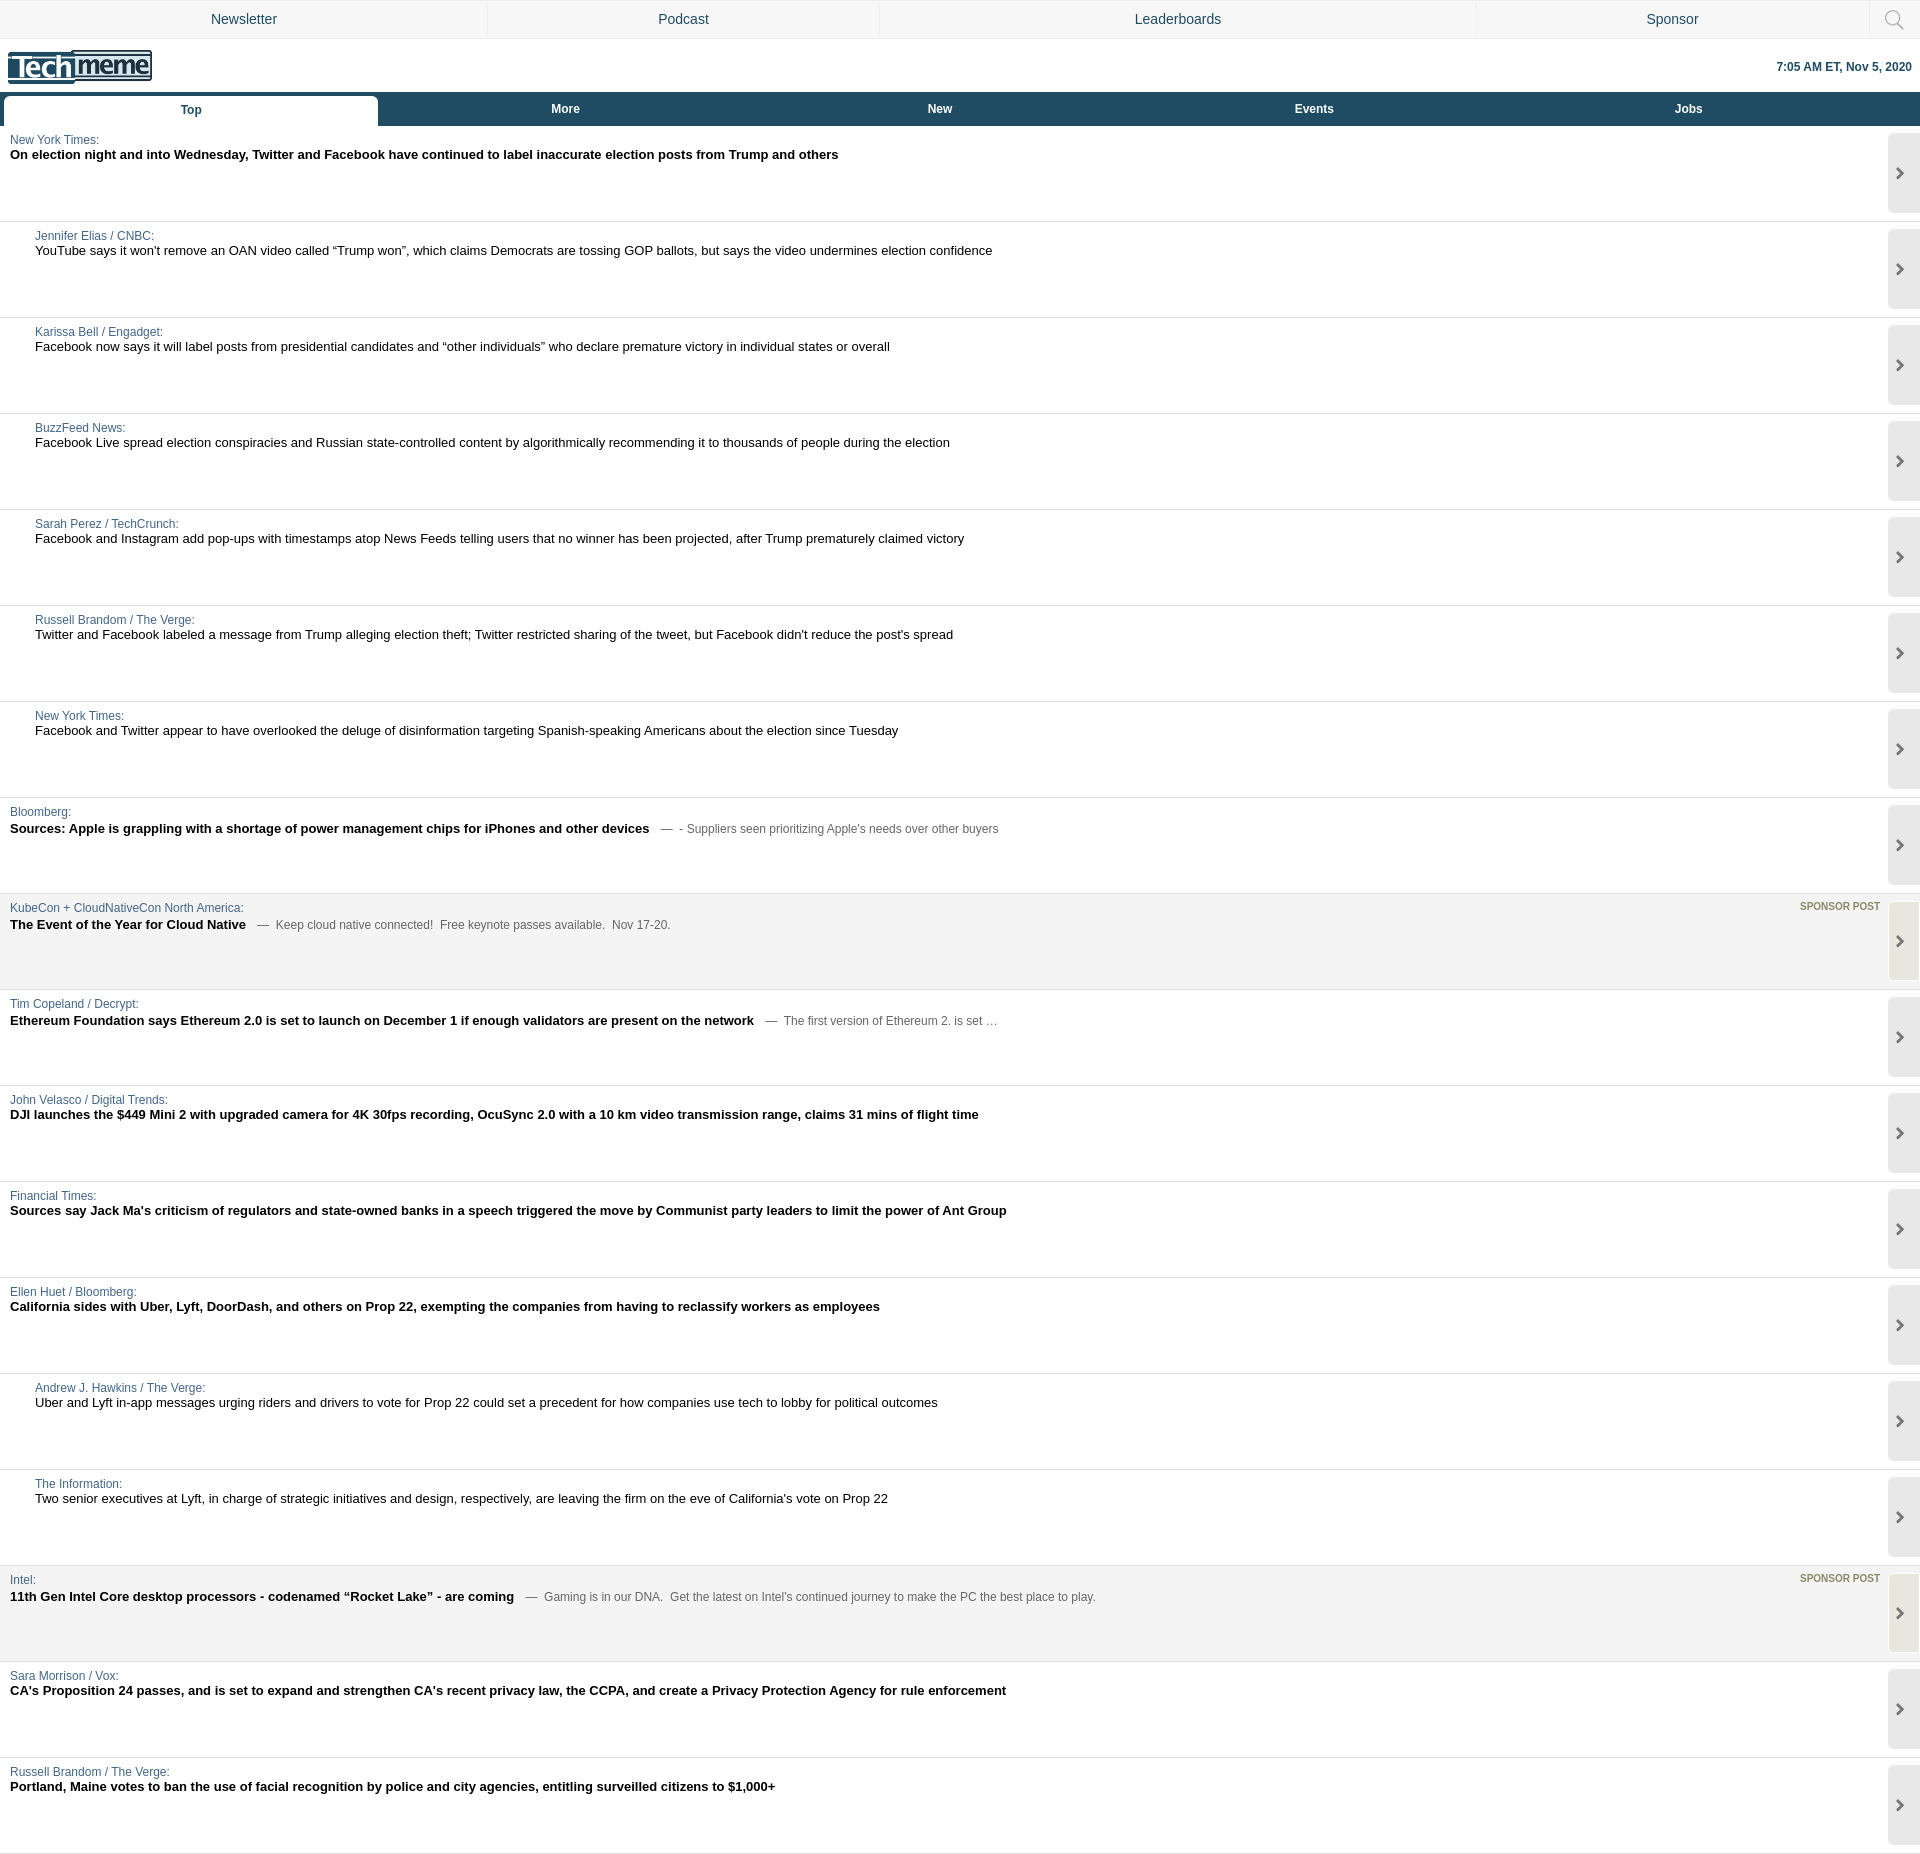 Newsletter
Podcast
Leaderboards
Sponsor
Techmeme
7:05 AM ET, Nov 5, 2020
Top
More
New
Events
Jobs
New York Times:
On election night and into Wednesday, Twitter and Facebook have continued to label inaccurate election posts from Trump and others
Jennifer Elias / CNBC:
YouTube says it won't remove an OAN video called “Trump won”, which claims Democrats are tossing GOP ballots, but says the video undermines election confidence
Karissa Bell / Engadget:
Facebook now says it will label posts from presidential candidates and “other individuals” who declare premature victory in individual states or overall
BuzzFeed News:
Facebook Live spread election conspiracies and Russian state-controlled content by algorithmically recommending it to thousands of people during the election
Sarah Perez / TechCrunch:
Facebook and Instagram add pop-ups with timestamps atop News Feeds telling users that no winner has been projected, after Trump prematurely claimed victory
Russell Brandom / The Verge:
Twitter and Facebook labeled a message from Trump alleging election theft; Twitter restricted sharing of the tweet, but Facebook didn't reduce the post's spread
New York Times:
Facebook and Twitter appear to have overlooked the deluge of disinformation targeting Spanish-speaking Americans about the election since Tuesday
Bloomberg:
Sources: Apple is grappling with a shortage of power management chips for iPhones and other devices — - Suppliers seen prioritizing Apple's needs over other buyers
KubeCon + CloudNativeCon North America:
SPONSOR POST
The Event of the Year for Cloud Native — Keep cloud native connected! Free keynote passes available. Nov 17-20.
Tim Copeland / Decrypt:
Ethereum Foundation says Ethereum 2.0 is set to launch on December 1 if enough validators are present on the network — The first version of Ethereum 2. is set …
John Velasco / Digital Trends:
DJI launches the $449 Mini 2 with upgraded camera for 4K 30fps recording, OcuSync 2.0 with a 10 km video transmission range, claims 31 mins of flight time
Financial Times:
Sources say Jack Ma's criticism of regulators and state-owned banks in a speech triggered the move by Communist party leaders to limit the power of Ant Group
Ellen Huet / Bloomberg:
California sides with Uber, Lyft, DoorDash, and others on Prop 22, exempting the companies from having to reclassify workers as employees
Andrew J. Hawkins / The Verge:
Uber and Lyft in-app messages urging riders and drivers to vote for Prop 22 could set a precedent for how companies use tech to lobby for political outcomes
The Information:
Two senior executives at Lyft, in charge of strategic initiatives and design, respectively, are leaving the firm on the eve of California's vote on Prop 22
Intel:
SPONSOR POST
11th Gen Intel Core desktop processors - codenamed “Rocket Lake” - are coming — Gaming is in our DNA. Get the latest on Intel's continued journey to make the PC the best place to play.
Sara Morrison / Vox:
CA's Proposition 24 passes, and is set to expand and strengthen CA's recent privacy law, the CCPA, and create a Privacy Protection Agency for rule enforcement
Russell Brandom / The Verge:
Portland, Maine votes to ban the use of facial recognition by police and city agencies, entitling surveilled citizens to $1,000+